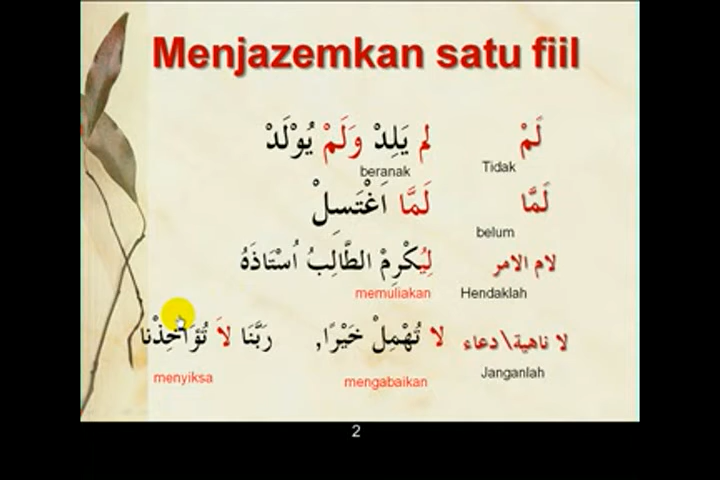 Menjazemkan satu fiil
لَمْ لم يَلِدْ وَلَمْ يُوْلَدْ
Tidak beranak
لَمَّا لَمَّا اَغْتَسِلْ
belum
لام الامر لِيُكْرِمْ الطَّالِبُ اُسْتَاذَهُ
Hendaklah memuliakan
لا ناهية\دعاء لا تُهْمِلْ خَيْرًا, رَبَّنَا لاَ تُؤَاخِذْنا
Janganlah mengabaikan menyiksa
2